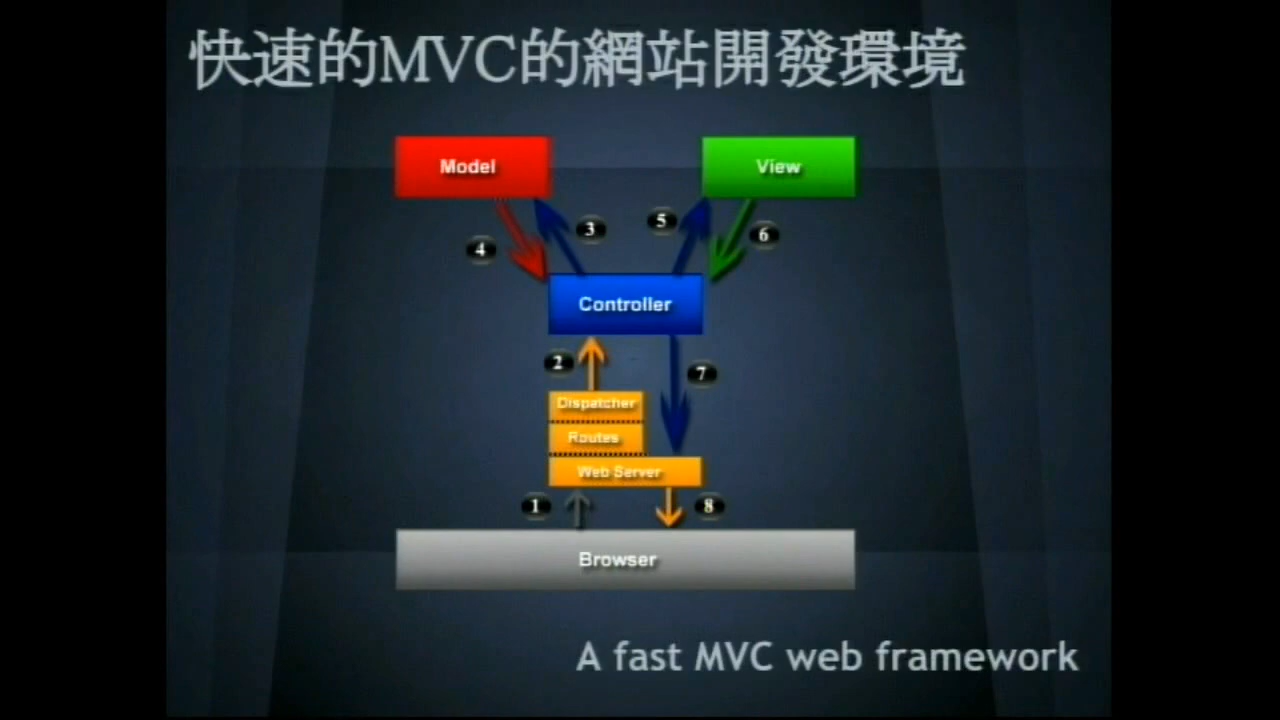 快速的MVC的網站開發環境
Model
View
3
5
4
6
Controller
2
7
Dispatcher
Routes
Web Server
1
8
Browser
A fast MVC web framework